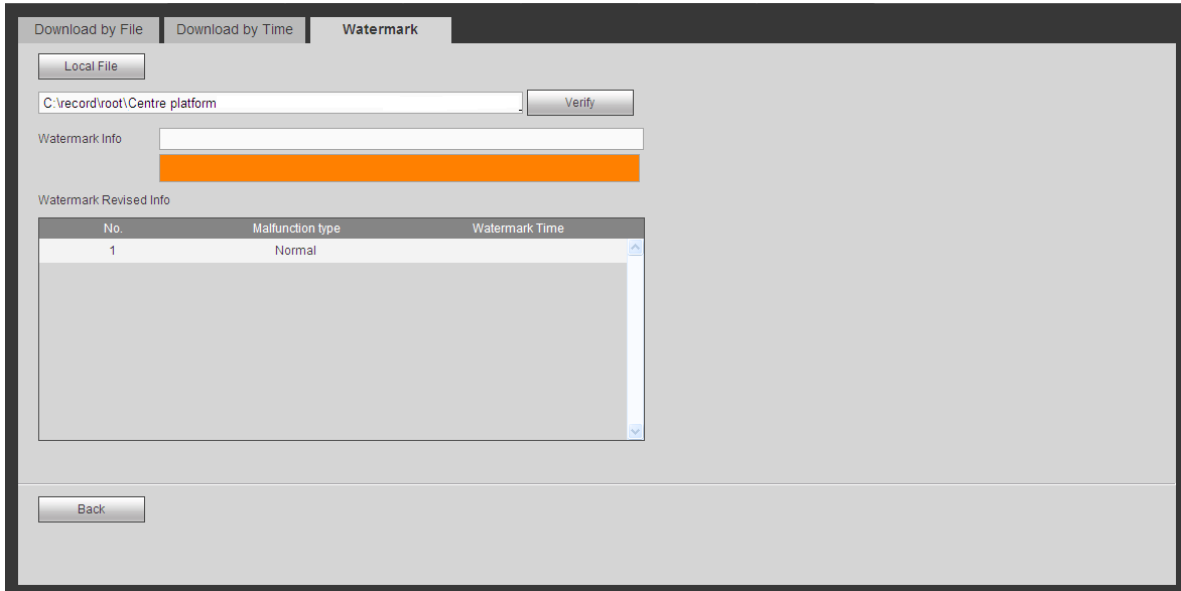 Download by File Download by Time Watermark
Local File
C:\record\root\Centre platform Verify
Watermark Info
Watermark Revised Info
No. Malfunction type Watermark Time
1 Normal
Back